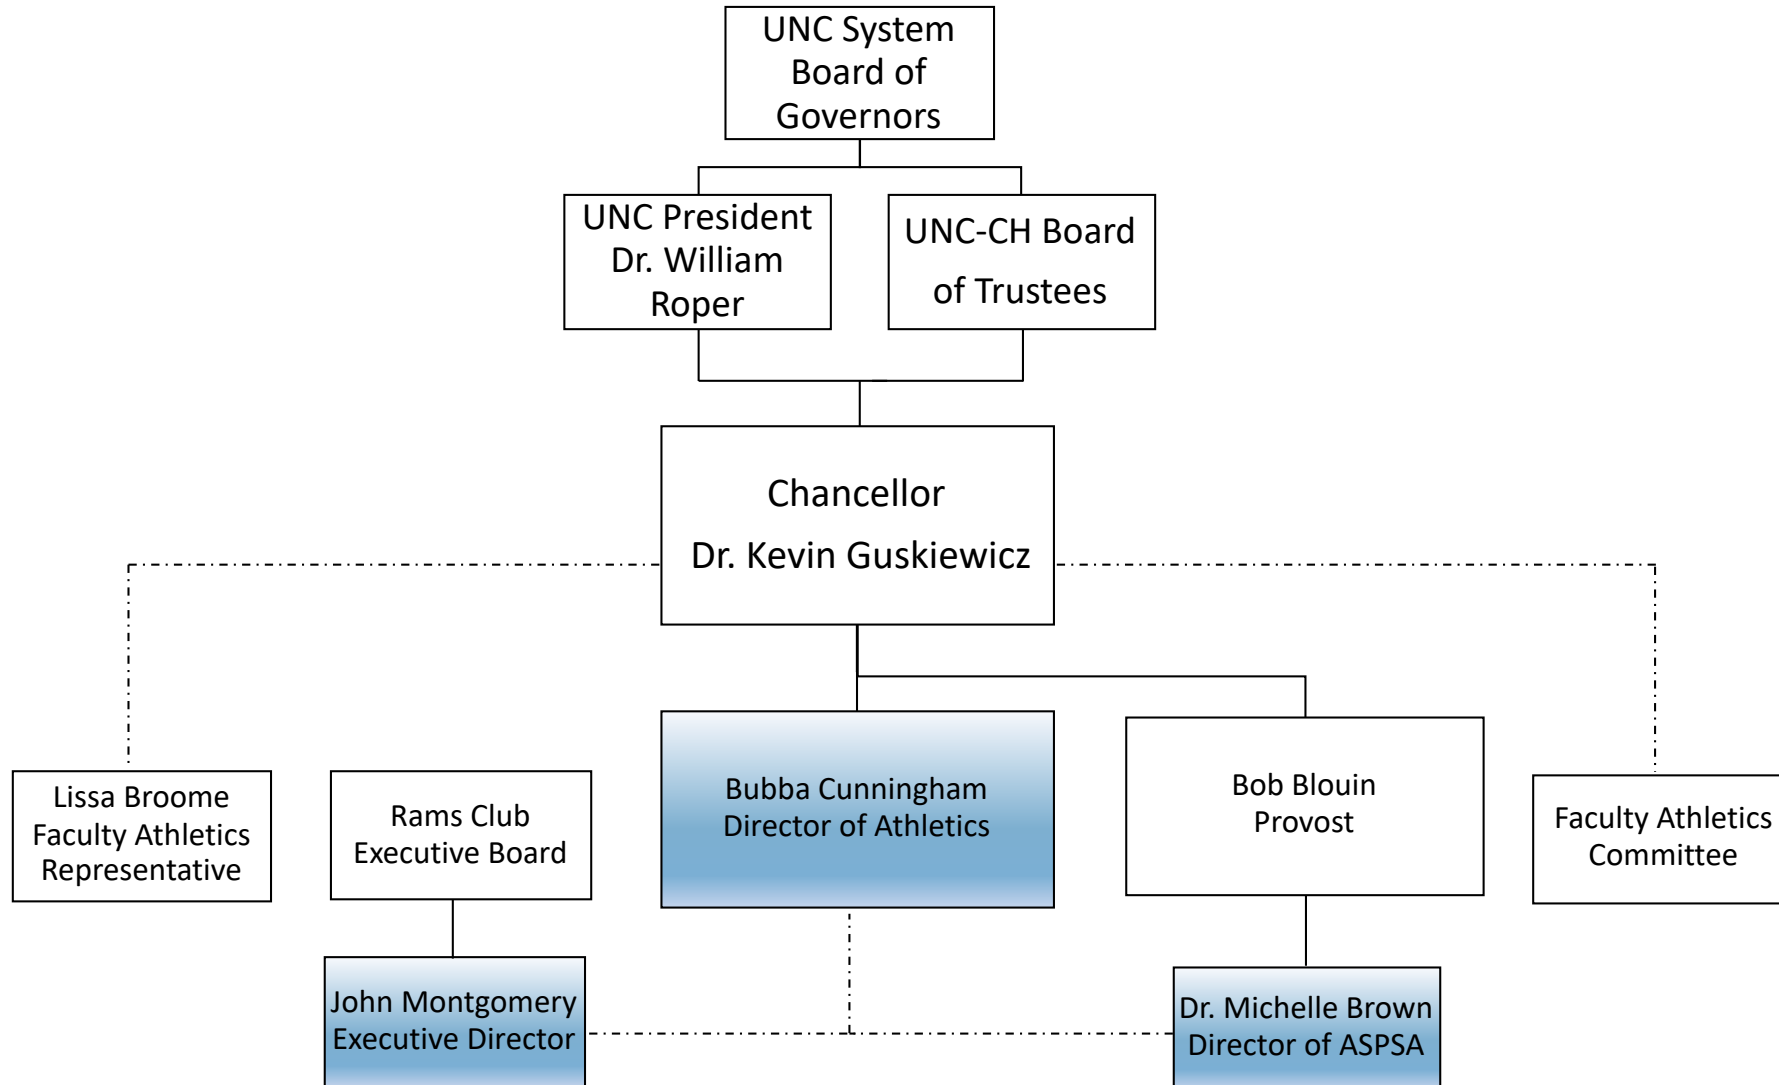 UNC System
Board of
Governors
UNC President
Dr. William
Roper
UNC-CH Board
of Trustees
Chancellor
Dr. Kevin Guskiewicz
Lissa Broome
Faculty Athletics
Representative
Rams Club
Executive Board
Bubba Cunningham
Director of Athletics
Bob Blouin
Provost
Faculty Athletics
Committee
John Montgomery
Executive Director
Dr. Michelle Brown
Director of ASPSA